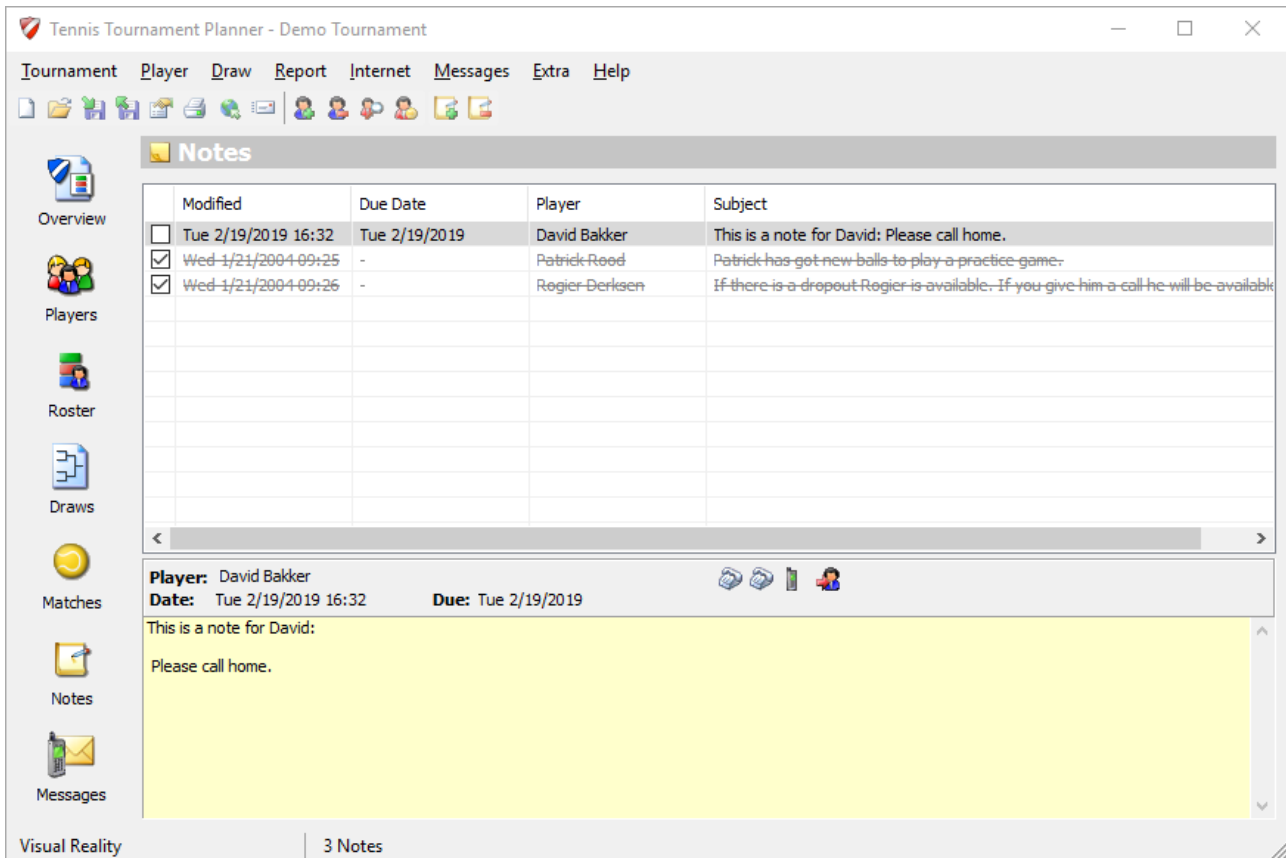 Tennis Tournament Planner - Demo Tournament
Tournament Player Draw Report Internet Messages Extra Help
Notes
Overview
Players
Roster
Draws
Matches
Notes
Messages
Modified Due Date Player Subject
Tue 2/19/2019 16:32 Tue 2/19/2019 David Bakker This is a note for David: Please call home.
Wed 1/21/2004 09:25 - Patrick Rood Patrick has got new balls to play a practice game.
Wed 1/21/2004 09:26 - Rogier Derksen If there is a dropout Rogier is available. If you give him a call he will be available
Player: David Bakker
Date: Tue 2/19/2019 16:32 Due: Tue 2/19/2019
This is a note for David:
Please call home.
Visual Reality 3 Notes